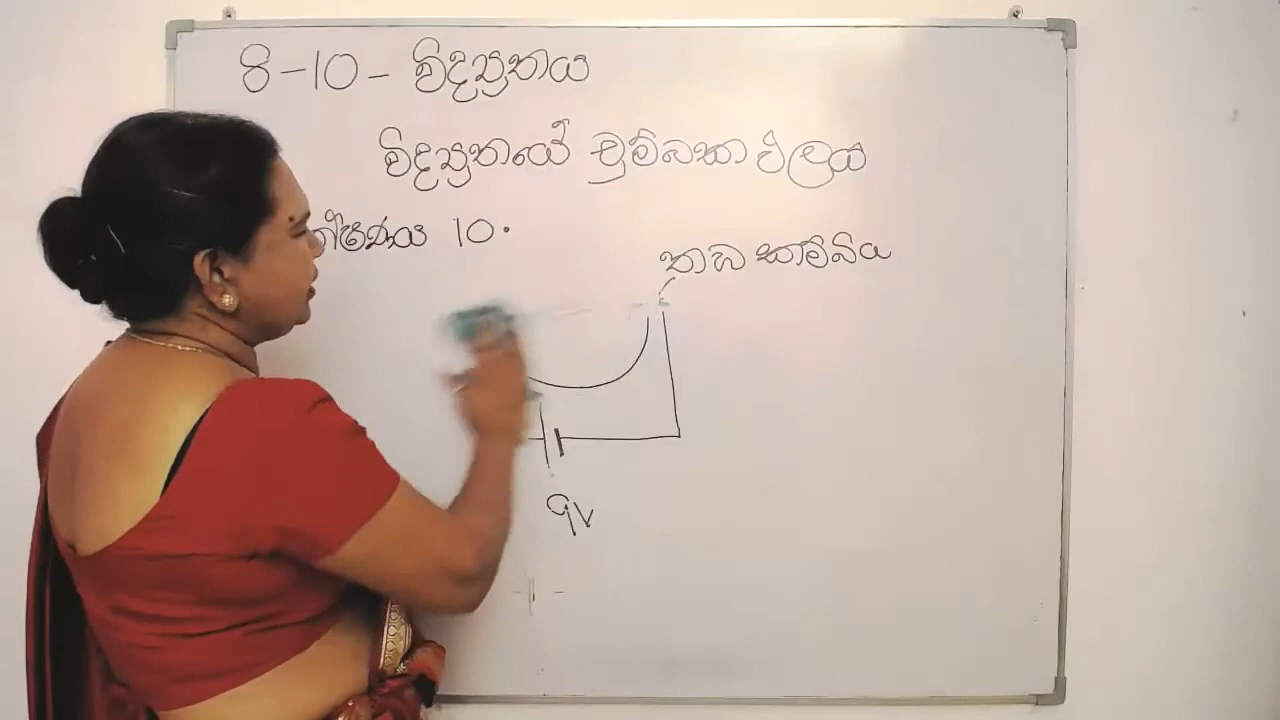 8-10- විද්‍යුතය
විද්‍යුතයේ චුම්බක ඵලය
10.
තඹ කම්බිය
9V